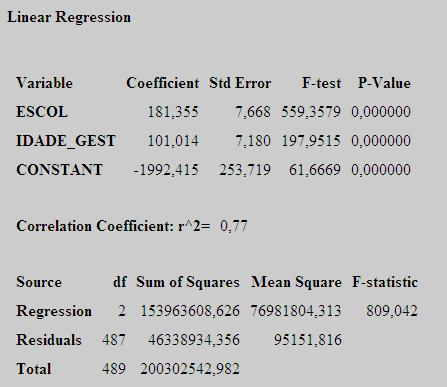 Linear Regression
Variable Coefficient Std Error F-test P-Value
ESCOL 181,355 7,668 559,3579 0,000000
IDADE_GEST 101,014 7,180 197,9515 0,000000
CONSTANT -1992,415 253,719 61,6669 0,000000
Correlation Coefficient: r^2= 0,77
Source df Sum of Squares Mean Square F-statistic
Regression 2 153963608,626 76981804,313 809,042
Residuals 487 46338934,356 95151,816
Total 489 200302542,982